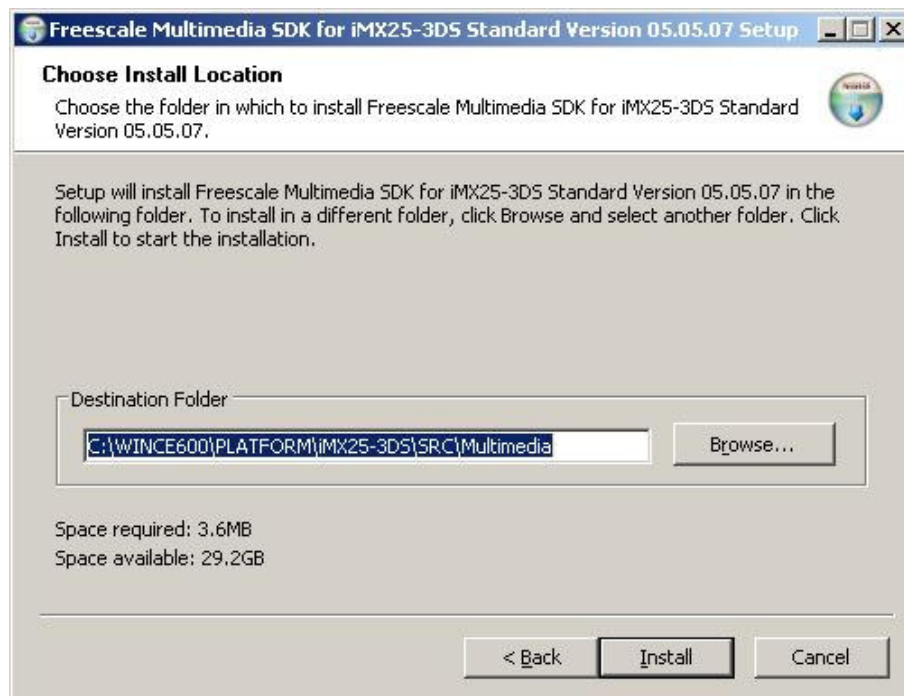 Freescale Multimedia SDK for iMX25-3DS Standard Version 05.05.07 Setup
Choose Install Location
Choose the folder in which to install Freescale Multimedia SDK for iMX25-3DS Standard
Version 05.05.07.
Setup will install Freescale Multimedia SDK for iMX25-3DS Standard Version 05.05.07 in the
following folder. To install in a different folder, click Browse and select another folder. Click
Install to start the installation.
Destination Folder
C:\WINCE600\PLATFORM\iMX25-3DS\SRC\Multimedia
Browse...
Space required: 3.6MB
Space available: 29.2GB
< Back
Install
Cancel